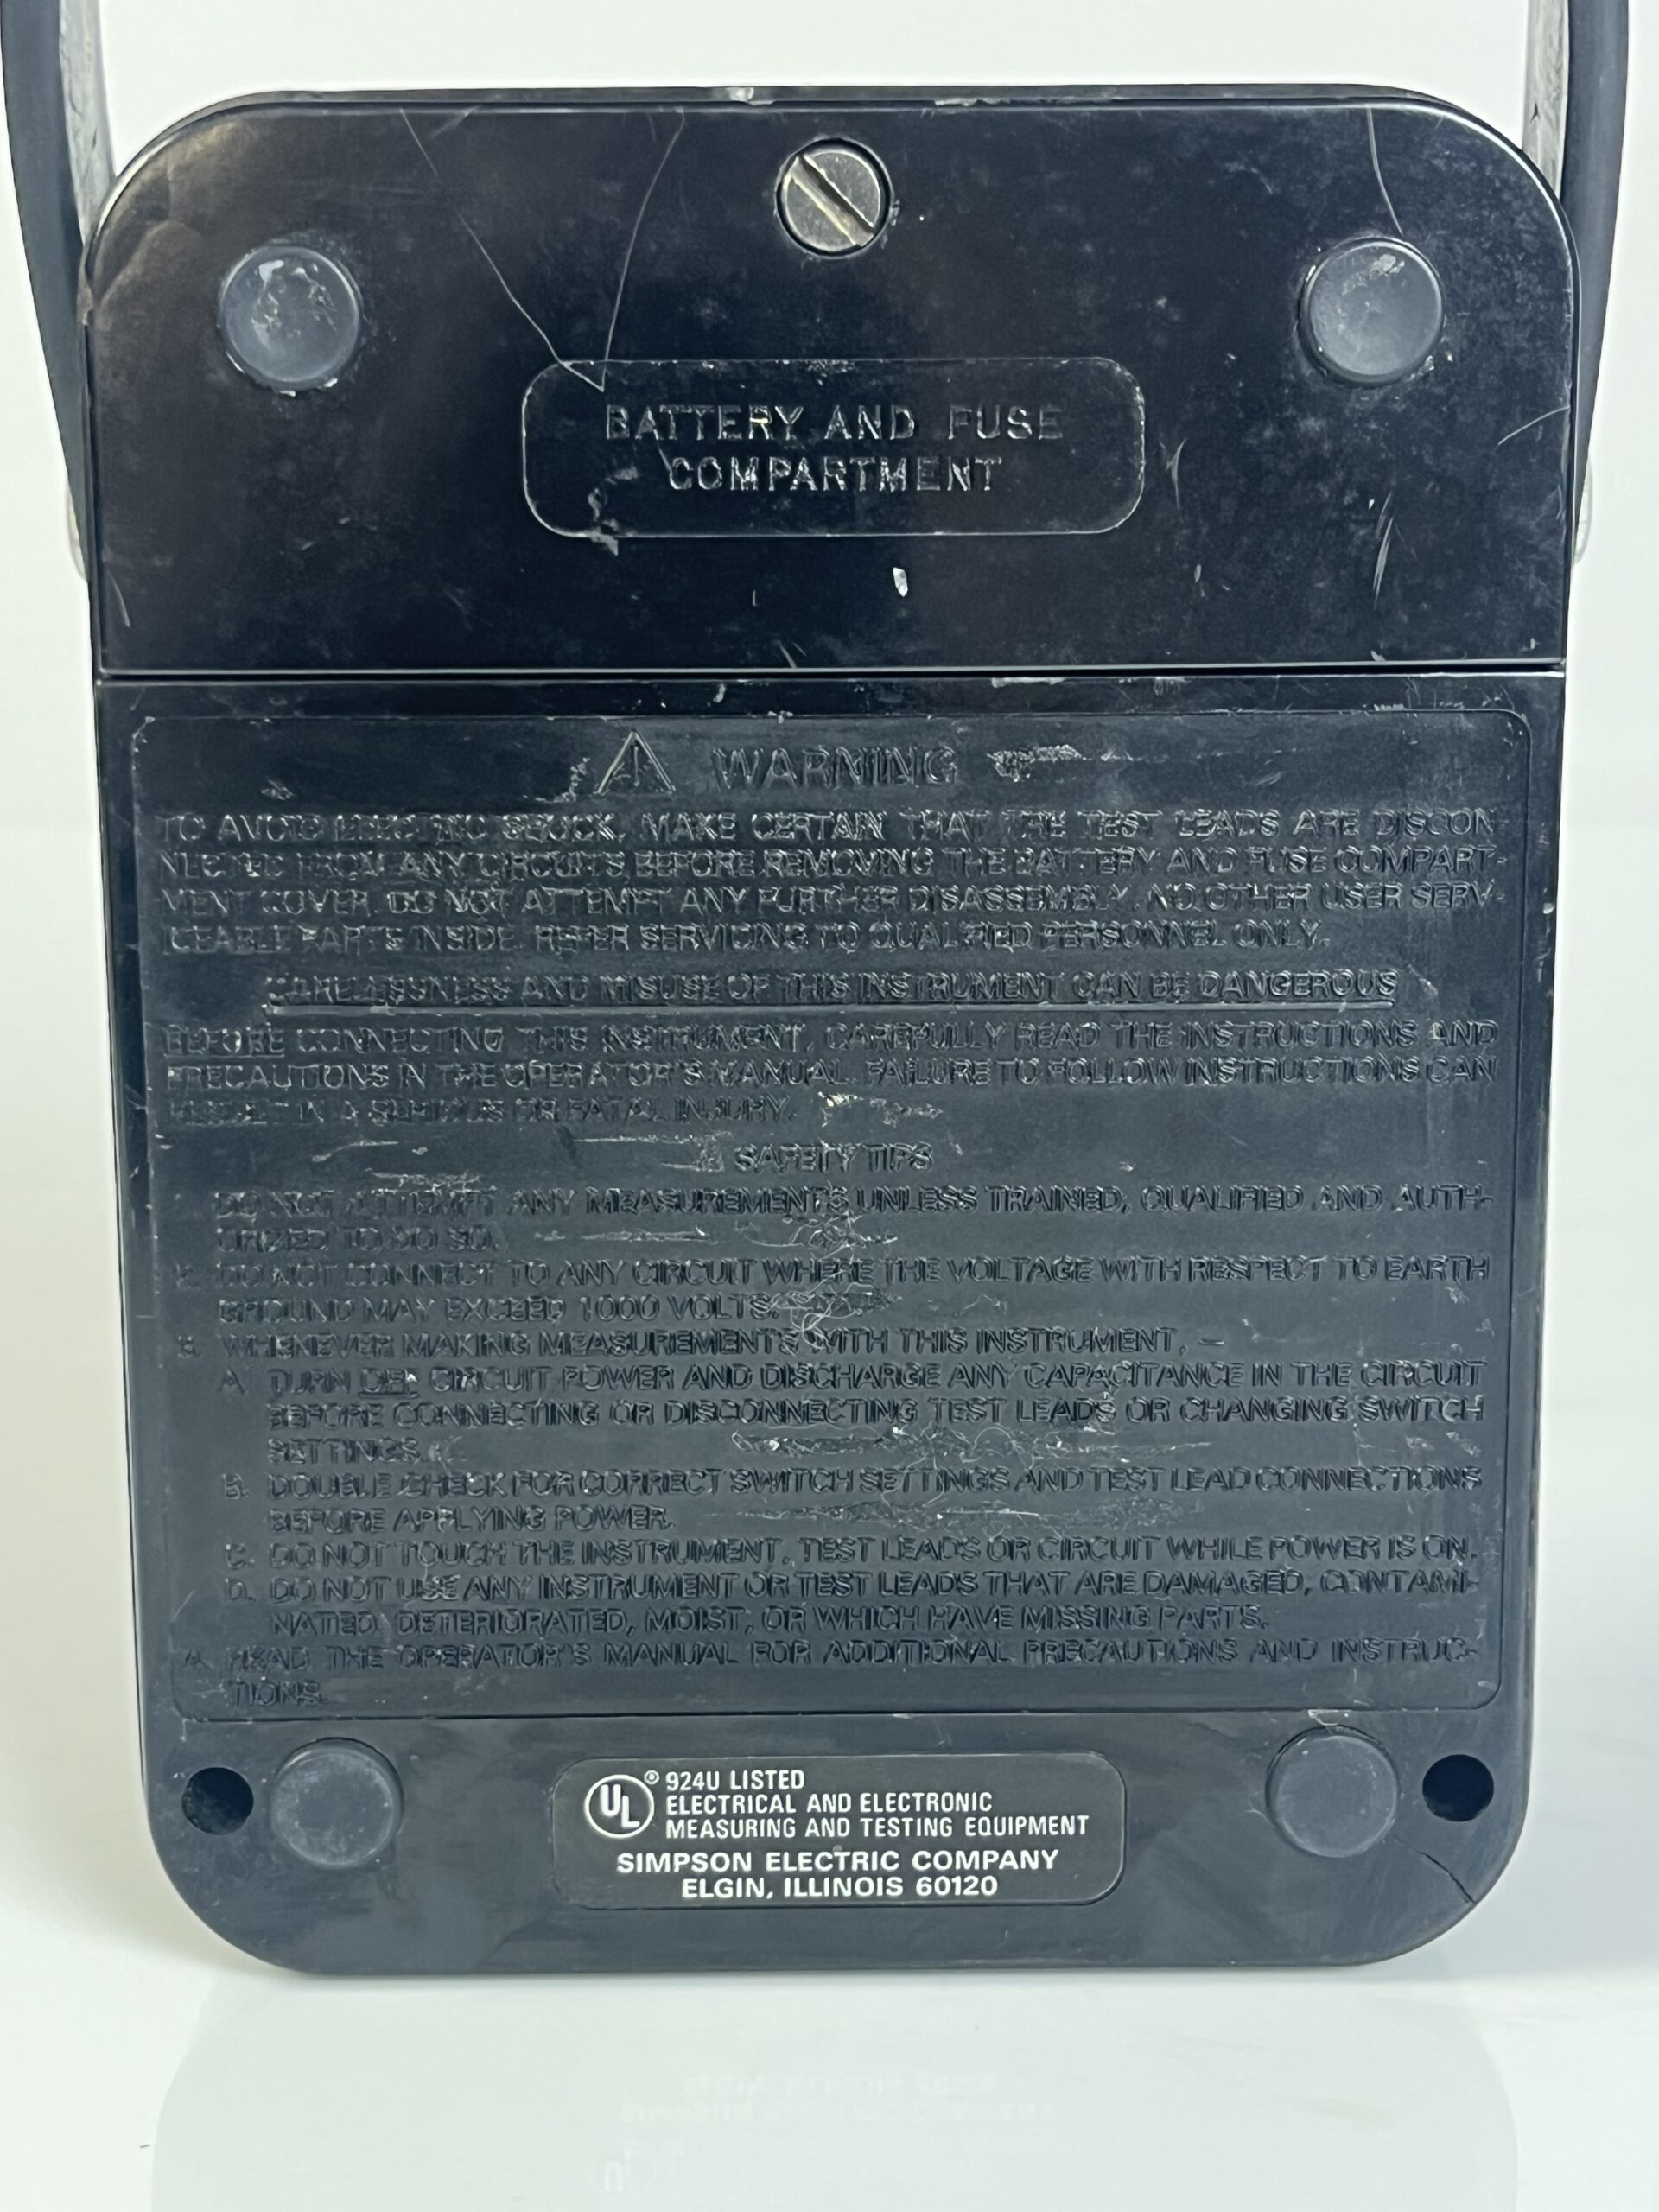 BATTERY AND FUSE
COMPARTMENT
WARNING
TO AVOID ELECTRIC SHOCK, MAKE CERTAIN THAT THE TEST LEADS ARE DISCON-
NECTED FROM ANY CIRCUITS BEFORE REMOVING THE BATTERY AND FUSE COMPART-
MENT COVER. DO NOT ATTEMPT ANY FURTHER DISASSEMBLY. NO OTHER USER SERV-
ICEABLE PARTS INSIDE. REFER SERVICING TO QUALIFIED PERSONNEL ONLY.
CARELESSNESS AND MISUSE OF THIS INSTRUMENT CAN BE DANGEROUS
BEFORE CONNECTING THIS INSTRUMENT, CAREFULLY READ THE INSTRUCTIONS AND
PRECAUTIONS IN THE OPERATOR'S MANUAL. FAILURE TO FOLLOW INSTRUCTIONS CAN
RESULT IN A SERIOUS OR FATAL INJURY.
SAFETY TIPS
1. DO NOT ATTEMPT ANY MEASUREMENTS UNLESS TRAINED, QUALIFIED AND AUTH-
ORIZED TO DO SO.
2. DO NOT CONNECT TO ANY CIRCUIT WHERE THE VOLTAGE WITH RESPECT TO EARTH
GROUND MAY EXCEED 1000 VOLTS.
3. WHENEVER MAKING MEASUREMENTS WITH THIS INSTRUMENT, —
A. TURN OFF CIRCUIT POWER AND DISCHARGE ANY CAPACITANCE IN THE CIRCUIT
BEFORE CONNECTING OR DISCONNECTING TEST LEADS OR CHANGING SWITCH
SETTINGS.
B. DOUBLE CHECK FOR CORRECT SWITCH SETTINGS AND TEST LEAD CONNECTIONS
BEFORE APPLYING POWER.
C. DO NOT TOUCH THE INSTRUMENT, TEST LEADS OR CIRCUIT WHILE POWER IS ON.
D. DO NOT USE ANY INSTRUMENT OR TEST LEADS THAT ARE DAMAGED, CONTAMI-
NATED, DETERIORATED, MOIST, OR WHICH HAVE MISSING PARTS.
4. READ THE OPERATOR'S MANUAL FOR ADDITIONAL PRECAUTIONS AND INSTRUC-
TIONS.
UL® 924U LISTED
ELECTRICAL AND ELECTRONIC
MEASURING AND TESTING EQUIPMENT
SIMPSON ELECTRIC COMPANY
ELGIN, ILLINOIS 60120